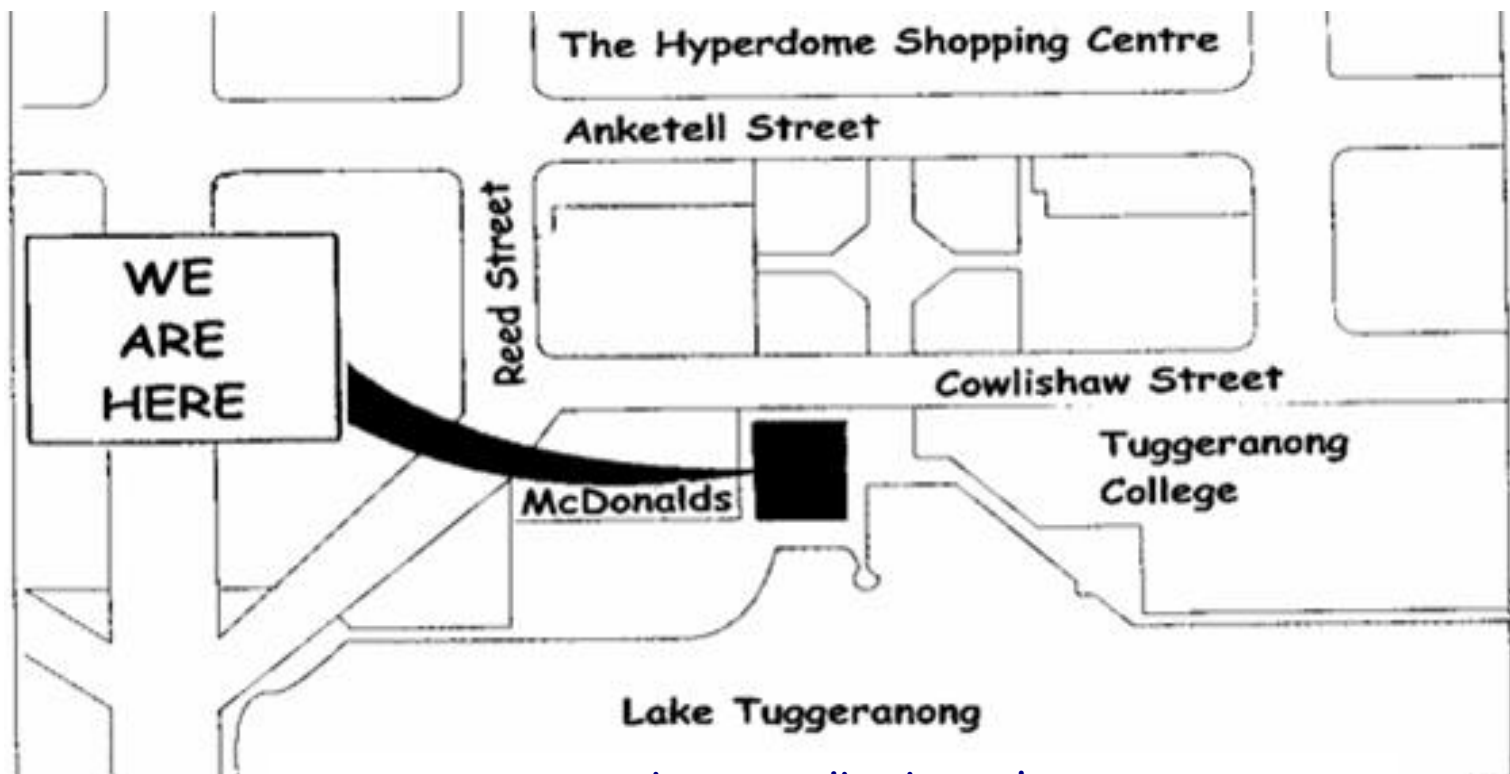 The Hyperdome Shopping Centre
Anketell Street
Reed Street
WE
ARE
HERE
Cowlishaw Street
Tuggeranong
College
McDonalds
Lake Tuggeranong